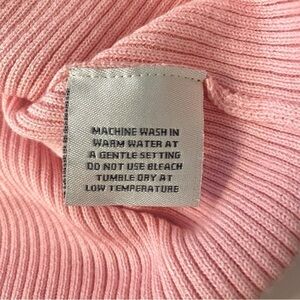 MACHINE WASH IN
WARM WATER AT
A GENTLE SETTING
DO NOT USE BLEACH
TUMBLE DRY AT
LOW TEMPERATURE